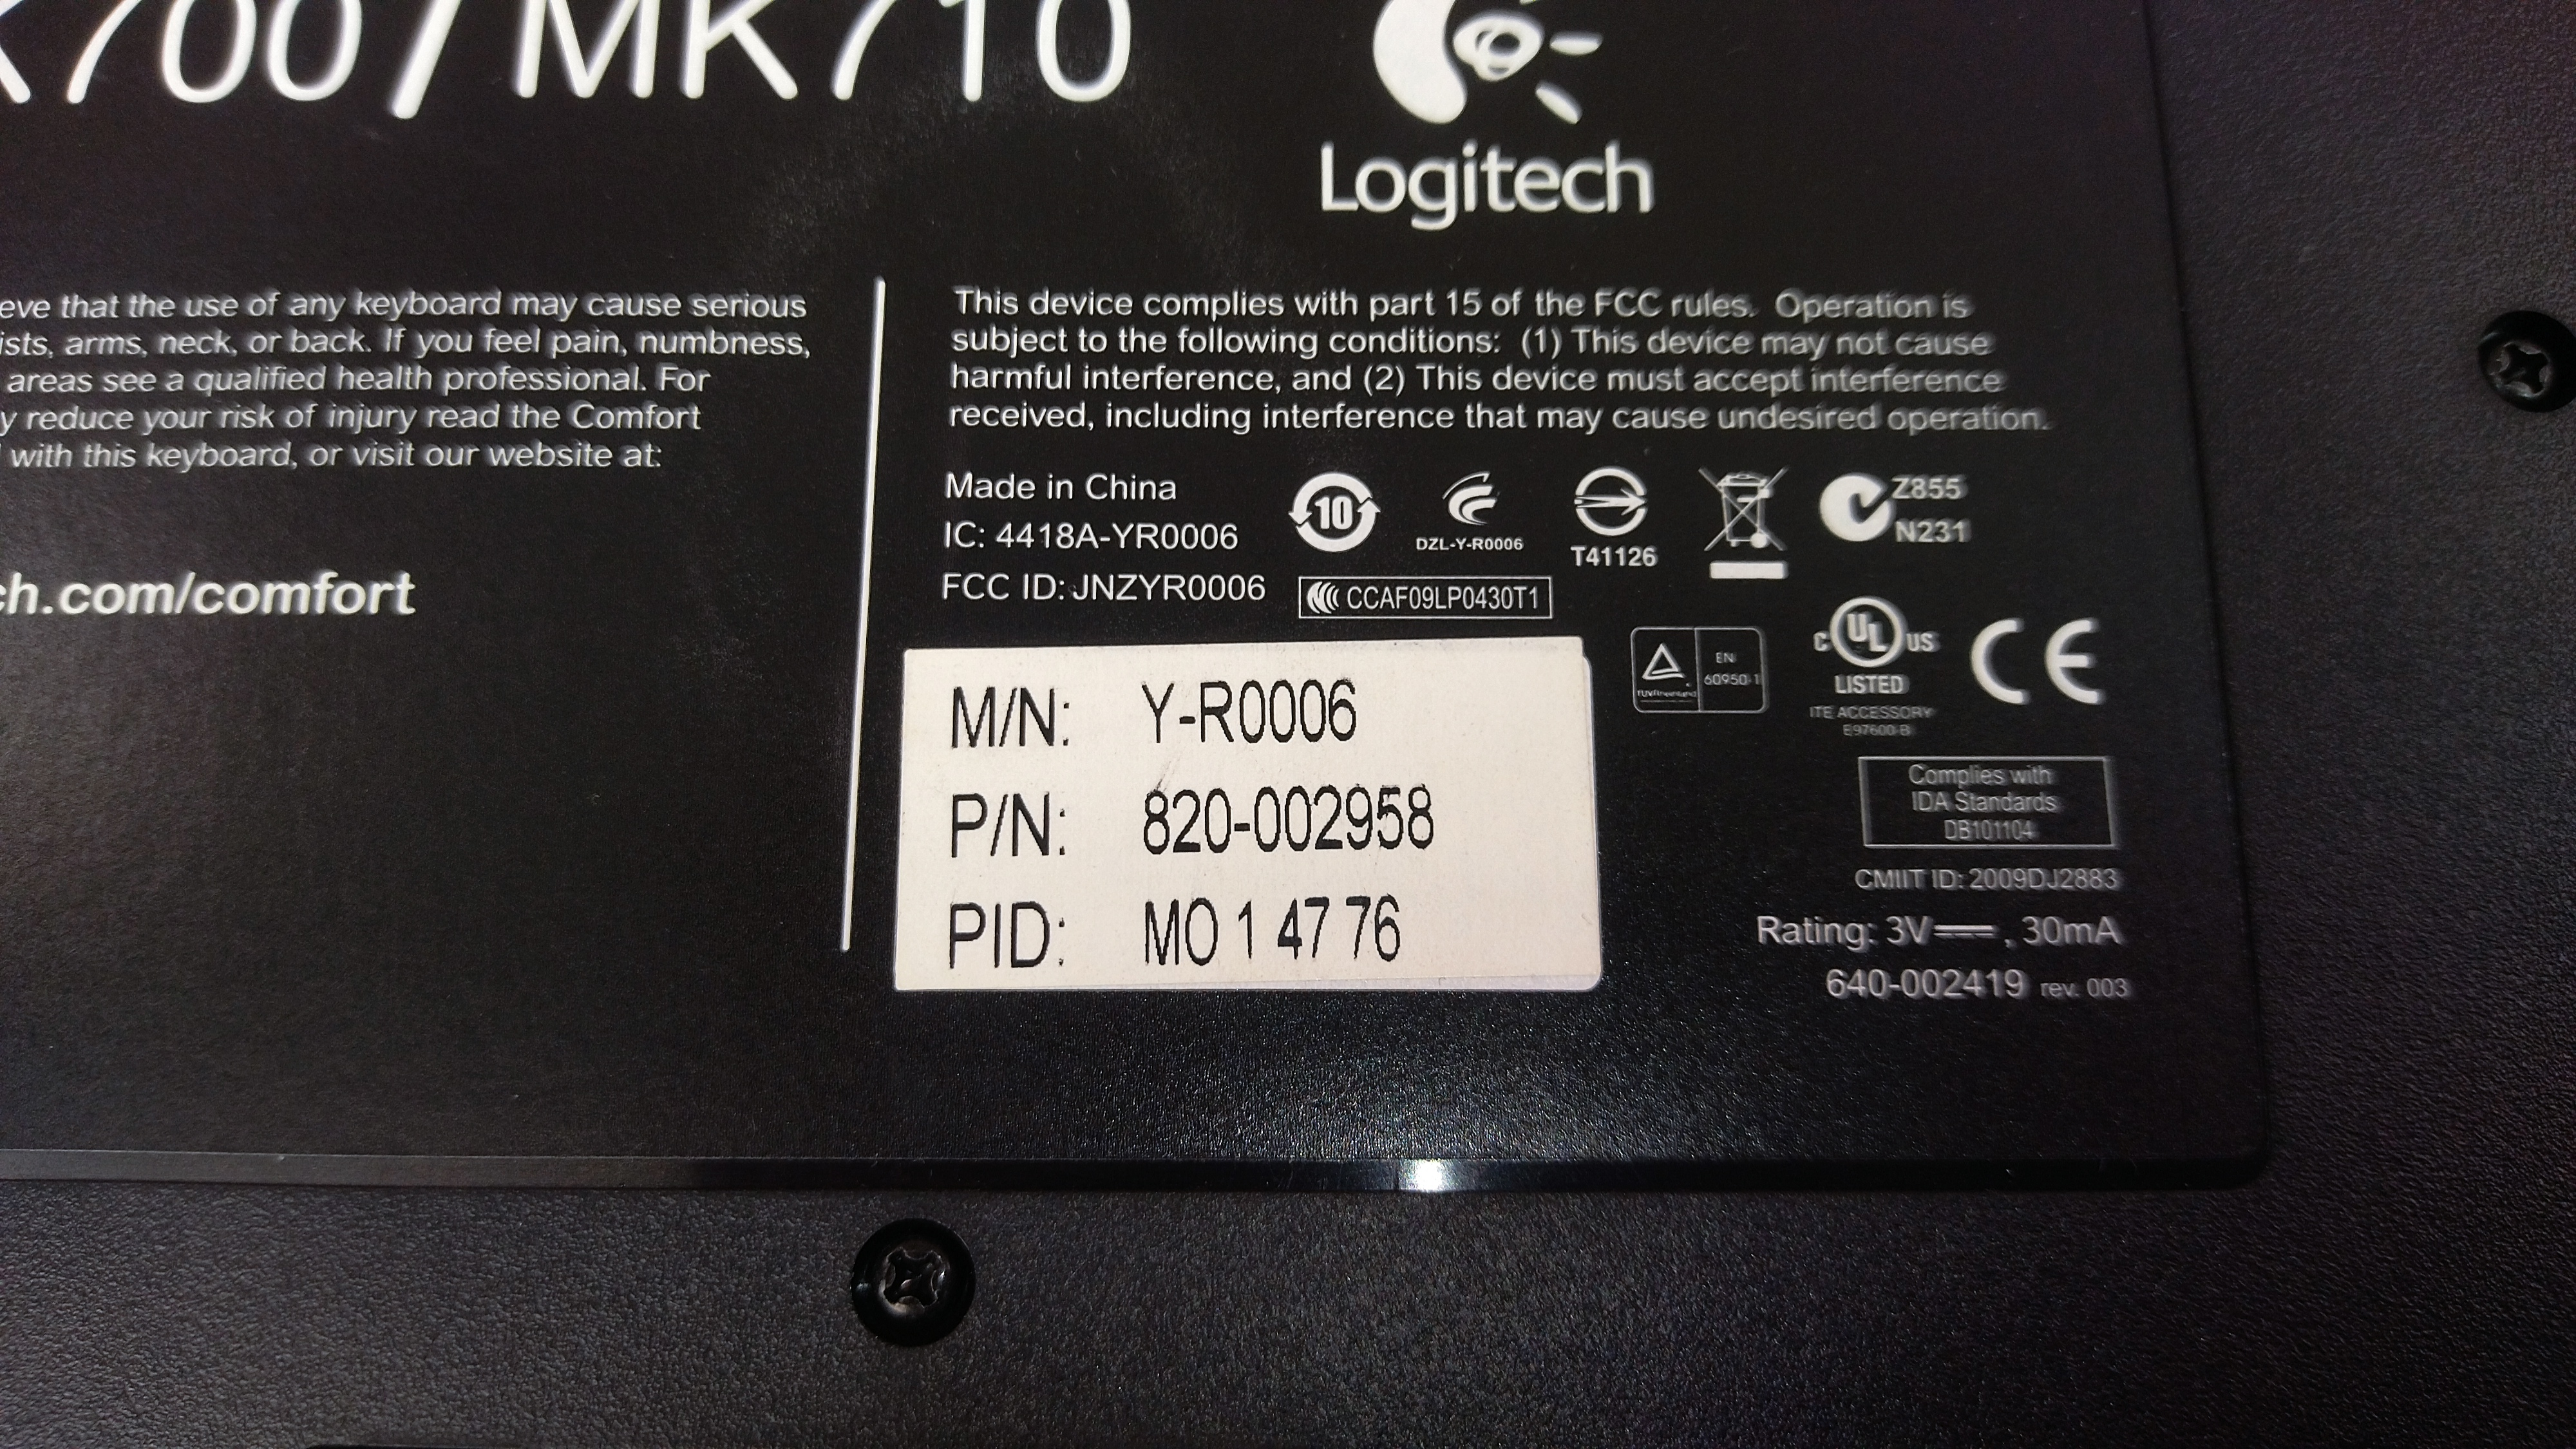 K700/MK710
Logitech
eve that the use of any keyboard may cause serious
ists, arms, neck, or back. If you feel pain, numbness,
areas see a qualified health professional. For
y reduce your risk of injury read the Comfort
with this keyboard, or visit our website at:
ch.com/comfort
This device complies with part 15 of the FCC rules. Operation is
subject to the following conditions: (1) This device may not cause
harmful interference, and (2) This device must accept interference
received, including interference that may cause undesired operation.
Made in China
IC: 4418A-YR0006
FCC ID: JNZYR0006
10
DZL-Y-R0006
T41126
Z855
N231
CCAF09LP0430T1
M/N: Y-R0006
P/N: 820-002958
PID: MO 1 47 76
TUVRheinland
EN
60950-1
C UL US
LISTED
ITE ACCESSORY
E97600-B
CE
Complies with
IDA Standards
DB101104
CMIIT ID: 2009DJ2883
Rating: 3V , 30mA
640-002419 rev. 003